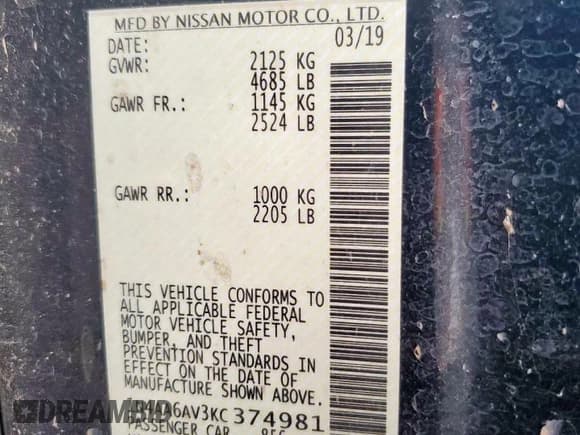 MFD BY NISSAN MOTOR CO., LTD.
DATE: 03/19
GVWR: 2125 KG
4685 LB
GAWR FR.: 1145 KG
2524 LB
GAWR RR.: 1000 KG
2205 LB
THIS VEHICLE CONFORMS TO
ALL APPLICABLE FEDERAL
MOTOR VEHICLE SAFETY,
BUMPER, AND THEFT
PREVENTION STANDARDS IN
EFFECT ON THE DATE OF
MANUFACTURE SHOWN ABOVE.
6AV3KC374981
PASSENGER CAR
DREAMBID